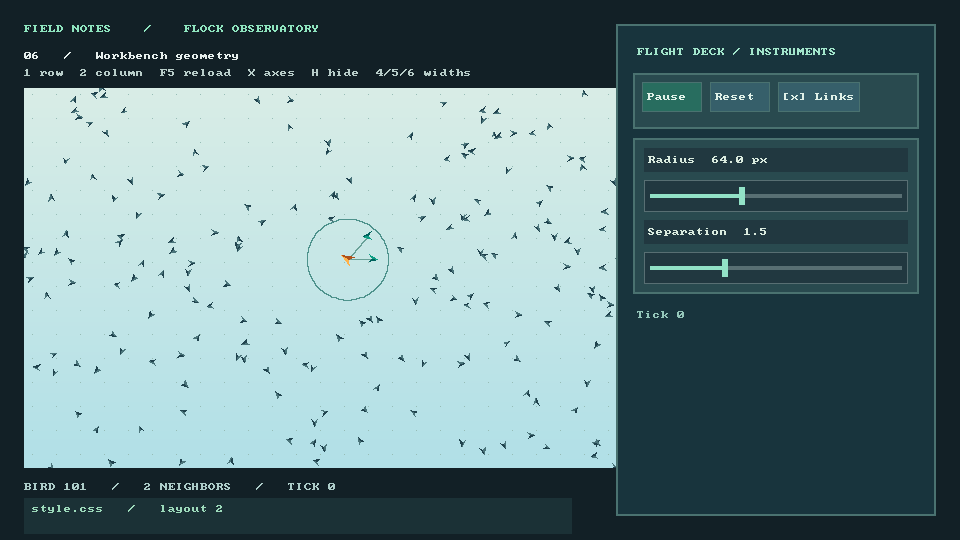 FIELD NOTES / FLOCK OBSERVATORY
06 / Workbench geometry
1 row 2 column F5 reload X axes H hide 4/5/6 widths
FLIGHT DECK / INSTRUMENTS
Pause Reset [x] Links
Radius 64.0 px
Separation 1.5
Tick 0
BIRD 101 / 2 NEIGHBORS / TICK 0
style.css / layout 2